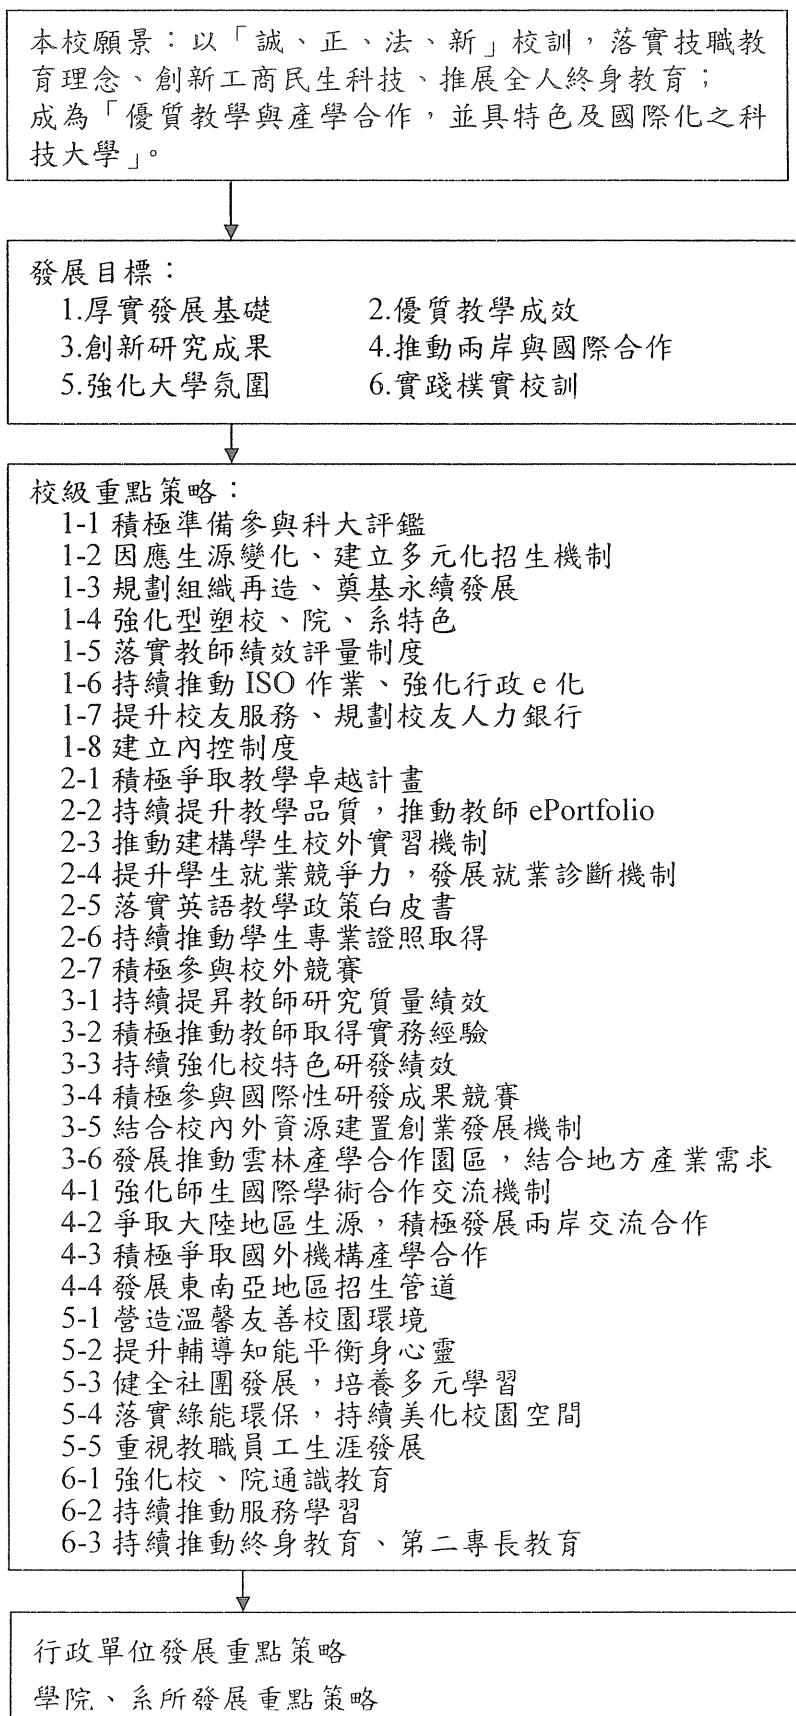 本校願景：以「誠、正、法、新」校訓，落實技職教
育理念、創新工商民生科技、推展全人終身教育；
成為「優質教學與產學合作，並具特色及國際化之科
技大學」。
發展目標：
1.厚實發展基礎 2.優質教學成效
3.創新研究成果 4.推動兩岸與國際合作
5.強化大學氛圍 6.實踐樸實校訓
校級重點策略：
1-1 積極準備參與科大評鑑
1-2 因應生源變化、建立多元化招生機制
1-3 規劃組織再造、奠基永續發展
1-4 強化型塑校、院、系特色
1-5 落實教師績效評量制度
1-6 持續推動 ISO 作業、強化行政 e 化
1-7 提升校友服務、規劃校友人力銀行
1-8 建立內控制度
2-1 積極爭取教學卓越計畫
2-2 持續提升教學品質，推動教師 ePortfolio
2-3 推動建構學生校外實習機制
2-4 提升學生就業競爭力，發展就業診斷機制
2-5 落實英語教學政策白皮書
2-6 持續推動學生專業證照取得
2-7 積極參與校外競賽
3-1 持續提昇教師研究質量績效
3-2 積極推動教師取得實務經驗
3-3 持續強化校特色研發績效
3-4 積極參與國際性研發成果競賽
3-5 結合校內外資源建置創業發展機制
3-6 發展推動雲林產學合作園區，結合地方產業需求
4-1 強化師生國際學術合作交流機制
4-2 爭取大陸地區生源，積極發展兩岸交流合作
4-3 積極爭取國外機構產學合作
4-4 發展東南亞地區招生管道
5-1 營造溫馨友善校園環境
5-2 提升輔導知能平衡身心靈
5-3 健全社團發展，培養多元學習
5-4 落實綠能環保，持續美化校園空間
5-5 重視教職員工生涯發展
6-1 強化校、院通識教育
6-2 持續推動服務學習
6-3 持續推動終身教育、第二專長教育
行政單位發展重點策略
學院、系所發展重點策略